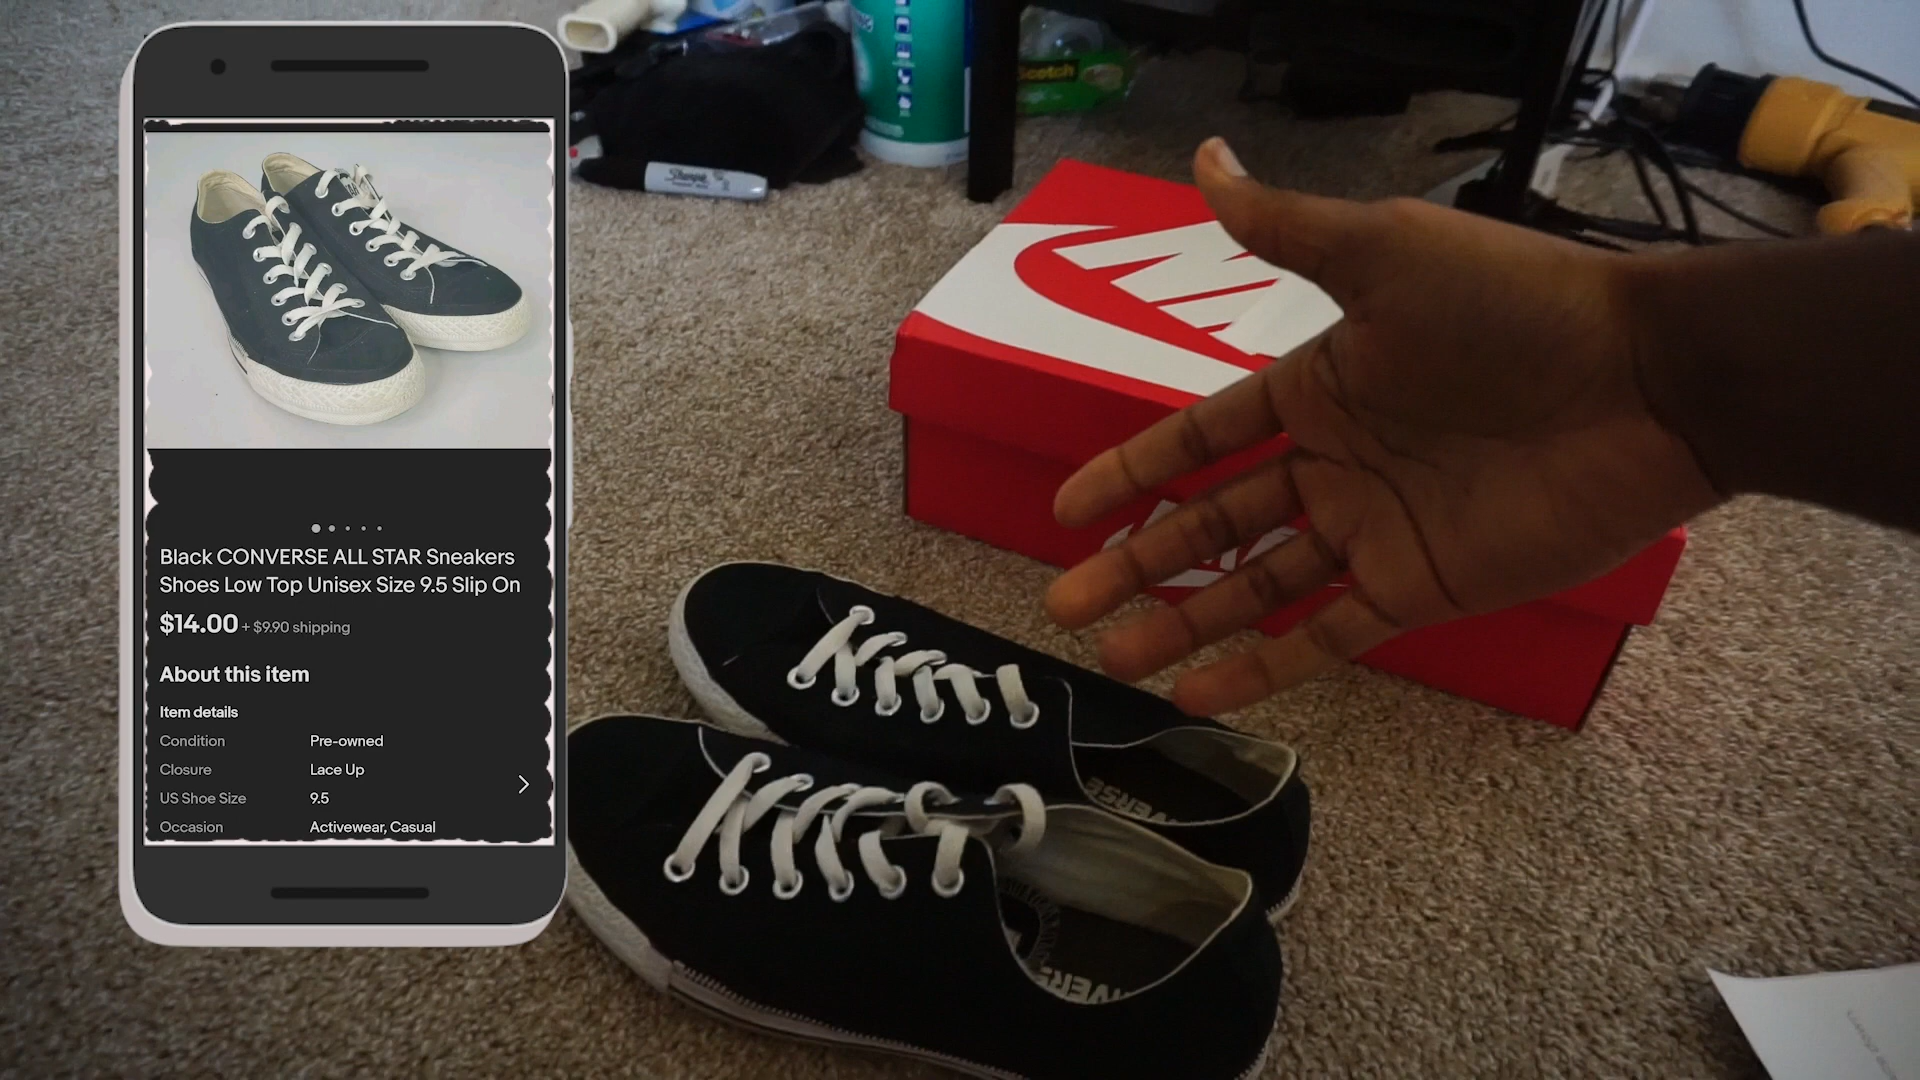 Black CONVERSE ALL STAR Sneakers
Shoes Low Top Unisex Size 9.5 Slip On
$14.00 + $9.90 shipping
About this item
Item details
Condition Pre-owned
Closure Lace Up
US Shoe Size 9.5
Occasion Activewear, Casual
Scotch
Sharpie